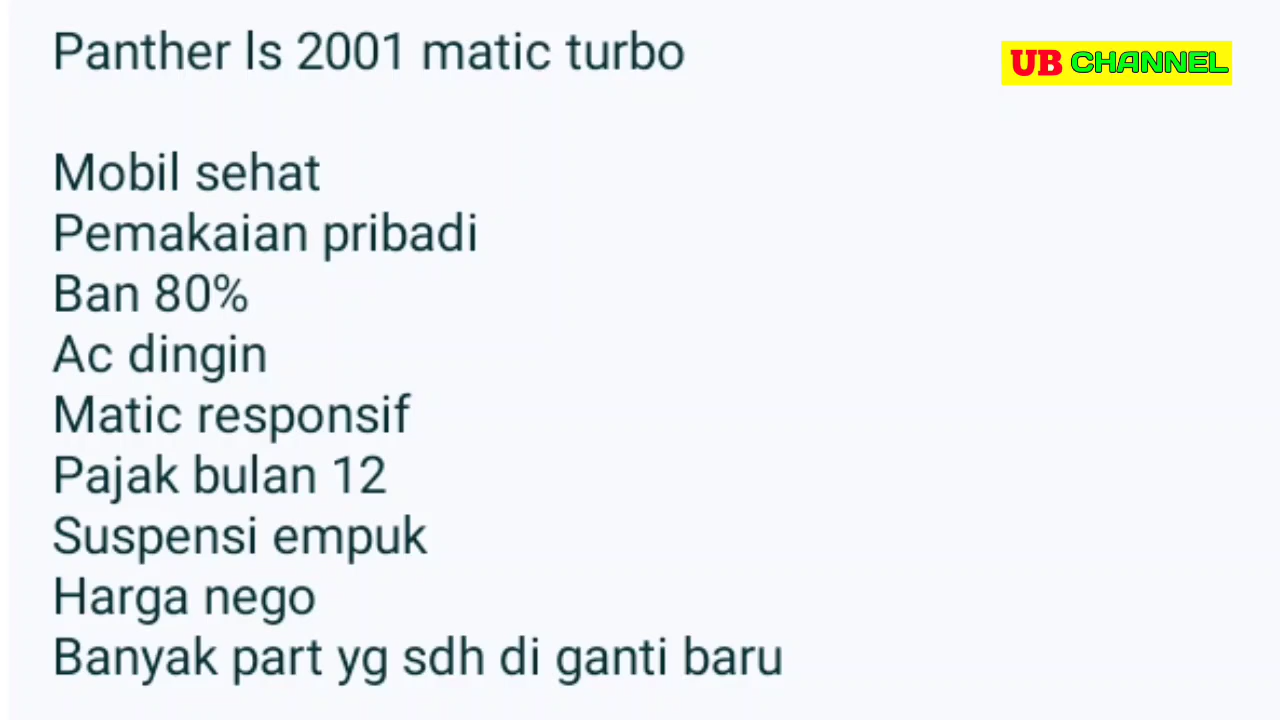 Panther ls 2001 matic turbo
UB CHANNEL
Mobil sehat
Pemakaian pribadi
Ban 80%
Ac dingin
Matic responsif
Pajak bulan 12
Suspensi empuk
Harga nego
Banyak part yg sdh di ganti baru